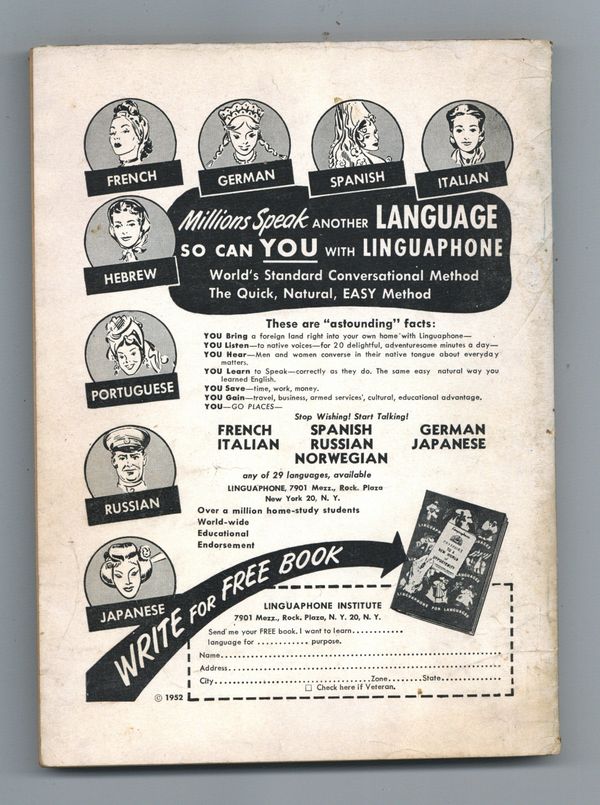 FRENCH
GERMAN
SPANISH
ITALIAN
Millions Speak ANOTHER LANGUAGE
SO CAN YOU WITH LINGUAPHONE
World's Standard Conversational Method
The Quick, Natural, EASY Method
HEBREW
PORTUGUESE
RUSSIAN
JAPANESE
These are "astounding" facts:
YOU Bring a foreign land right into your own home with Linguaphone—
YOU Listen—to native voices—for 20 delightful, adventuresome minutes a day—
YOU Hear—Men and women converse in their native tongue about everyday
matters.
YOU Learn to Speak—correctly as they do. The same easy natural way you
learned English.
YOU Save—time, work, money.
YOU Gain—travel, business, armed services', cultural, educational advantage.
YOU—GO PLACES—
Stop Wishing! Start Talking!
FRENCH SPANISH GERMAN
ITALIAN RUSSIAN JAPANESE
NORWEGIAN
any of 29 languages, available
LINGUAPHONE, 7901 Mezz., Rock. Plaza
New York 20, N. Y.
Over a million home-study students
World-wide
Educational
Endorsement
WRITE FOR FREE BOOK
LINGUAPHONE FOR LANGUAGES
LINGUAPHONE INSTITUTE
7901 Mezz., Rock. Plaza, N. Y. 20, N. Y.
Send me your FREE book. I want to learn............
language for ............ purpose.
Name
Address
City Zone State
□ Check here if Veteran.
© 1952